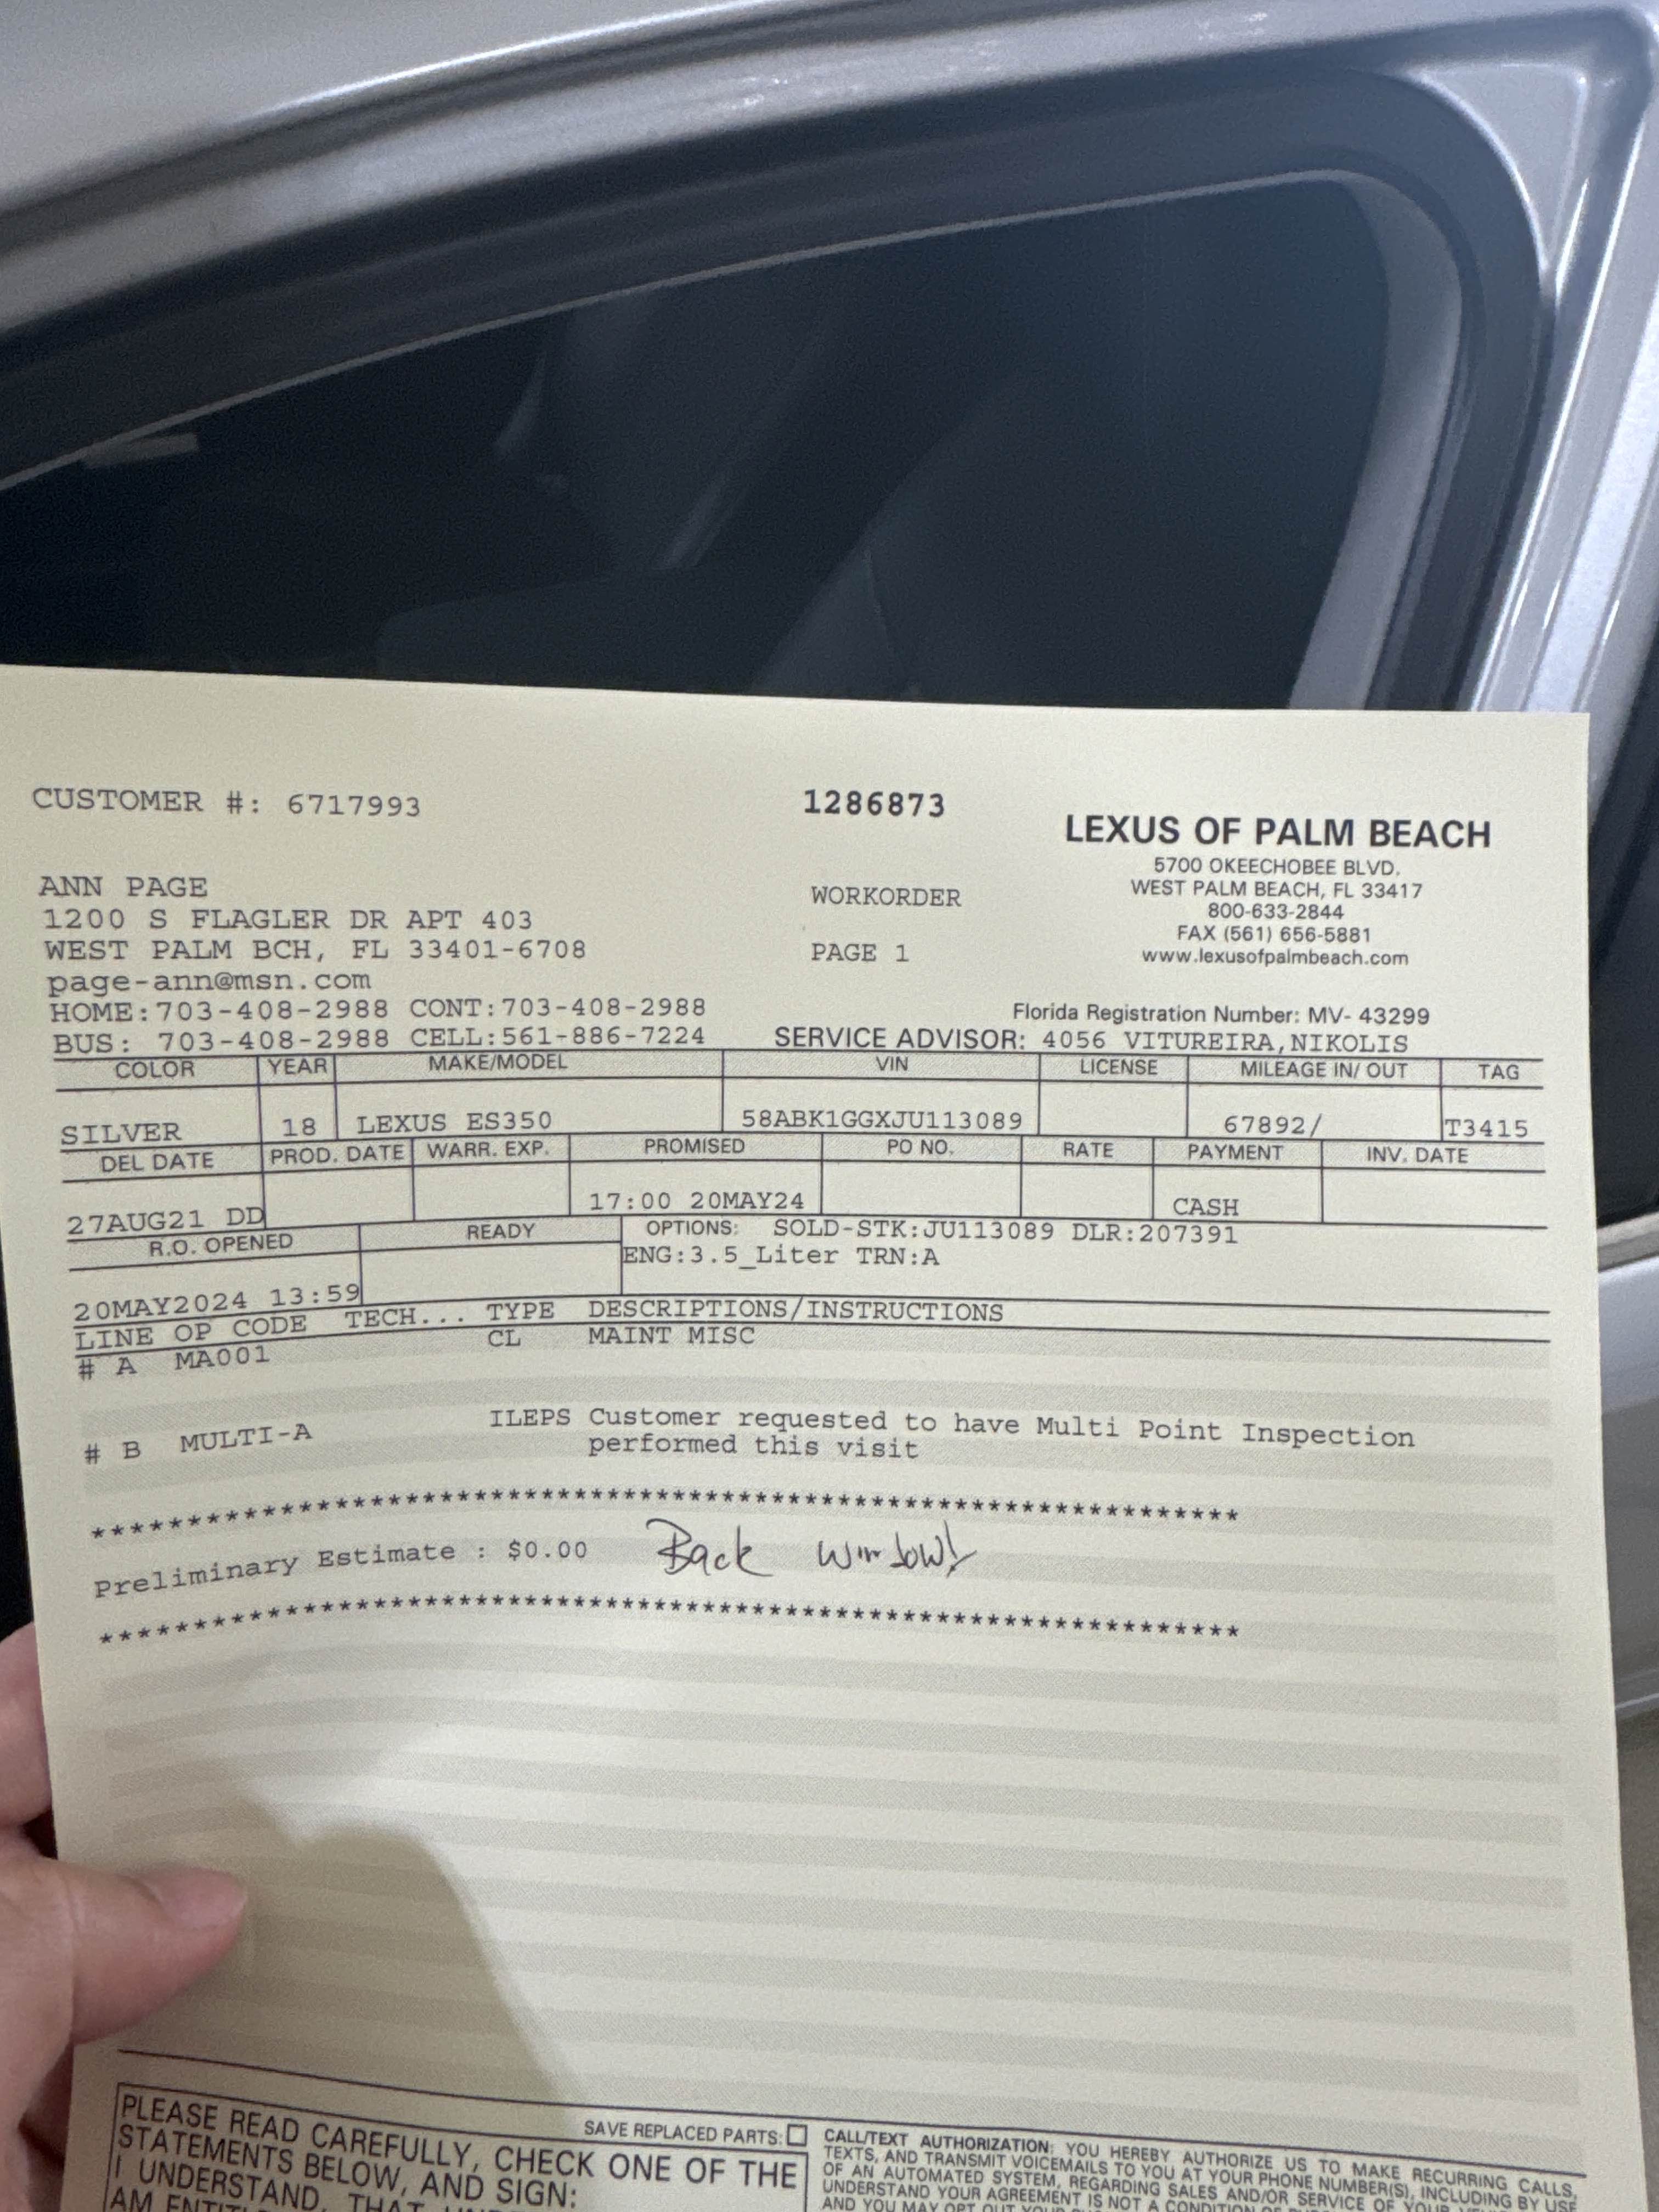 CUSTOMER #: 6717993
1286873
LEXUS OF PALM BEACH
5700 OKEECHOBEE BLVD.
WEST PALM BEACH, FL 33417
800-633-2844
FAX (561) 656-5881
www.lexusofpalmbeach.com
ANN PAGE
1200 S FLAGLER DR APT 403
WEST PALM BCH, FL 33401-6708
page-ann@msn.com
HOME:703-408-2988 CONT:703-408-2988
BUS: 703-408-2988 CELL:561-886-7224
WORKORDER
PAGE 1
Florida Registration Number: MV- 43299
SERVICE ADVISOR: 4056 VITUREIRA,NIKOLIS
COLOR YEAR MAKE/MODEL VIN LICENSE MILEAGE IN/ OUT TAG
SILVER 18 LEXUS ES350 58ABK1GGXJU113089 67892/ T3415
DEL DATE PROD. DATE WARR. EXP. PROMISED PO NO. RATE PAYMENT INV. DATE
27AUG21 DD 17:00 20MAY24 CASH
R.O. OPENED READY OPTIONS: SOLD-STK:JU113089 DLR:207391
ENG:3.5_Liter TRN:A
20MAY2024 13:59
LINE OP CODE TECH... TYPE DESCRIPTIONS/INSTRUCTIONS
# A MA001 CL MAINT MISC
# B MULTI-A ILEPS Customer requested to have Multi Point Inspection
performed this visit
******************************************************************
Preliminary Estimate : $0.00 Back Window!
******************************************************************
SAVE REPLACED PARTS:
PLEASE READ CAREFULLY, CHECK ONE OF THE
STATEMENTS BELOW, AND SIGN:
I UNDERSTAND, THAT
CALL/TEXT AUTHORIZATION: YOU HEREBY AUTHORIZE US TO MAKE RECURRING CALLS,
TEXTS, AND TRANSMIT VOICEMAILS TO YOU AT YOUR PHONE NUMBER(S), INCLUDING BY USE
OF AN AUTOMATED SYSTEM, REGARDING SALES AND/OR SERVICE OF YOUR
UNDERSTAND YOUR AGREEMENT IS NOT A CONDITION OF
AND YOU MAY OPT OUT